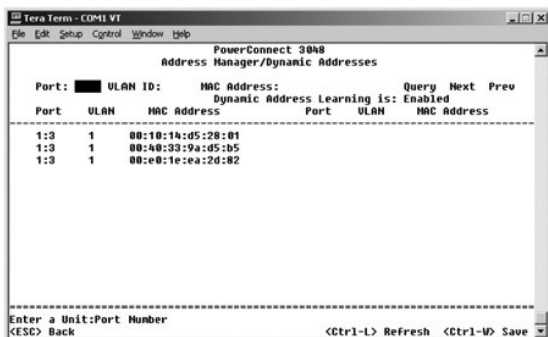 Tera Term - COM1 VT
File Edit Setup Control Window Help
PowerConnect 3048
Address Manager/Dynamic Addresses
Port: VLAN ID: MAC Address: Query Next Prev
Dynamic Address Learning is: Enabled
Port VLAN MAC Address Port VLAN MAC Address
1:3 1 00:10:14:d5:28:01
1:3 1 00:40:33:9a:d5:b5
1:3 1 00:e0:1e:ea:2d:82
Enter a Unit:Port Number
<ESC> Back <Ctrl-L> Refresh <Ctrl-W> Save